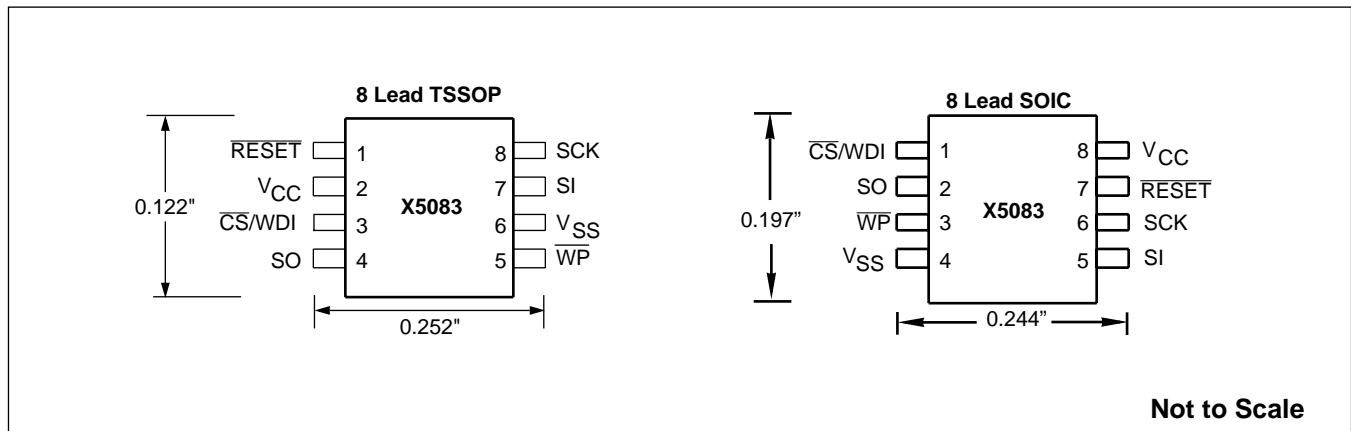 8 Lead TSSOP
RESET 1 8 SCK
VCC 2 7 SI
0.122" X5083
CS/WDI 3 6 VSS
SO 4 5 WP
0.252"
8 Lead SOIC
CS/WDI 1 8 VCC
SO 2 7 RESET
0.197” X5083
WP 3 6 SCK
VSS 4 5 SI
0.244”
Not to Scale